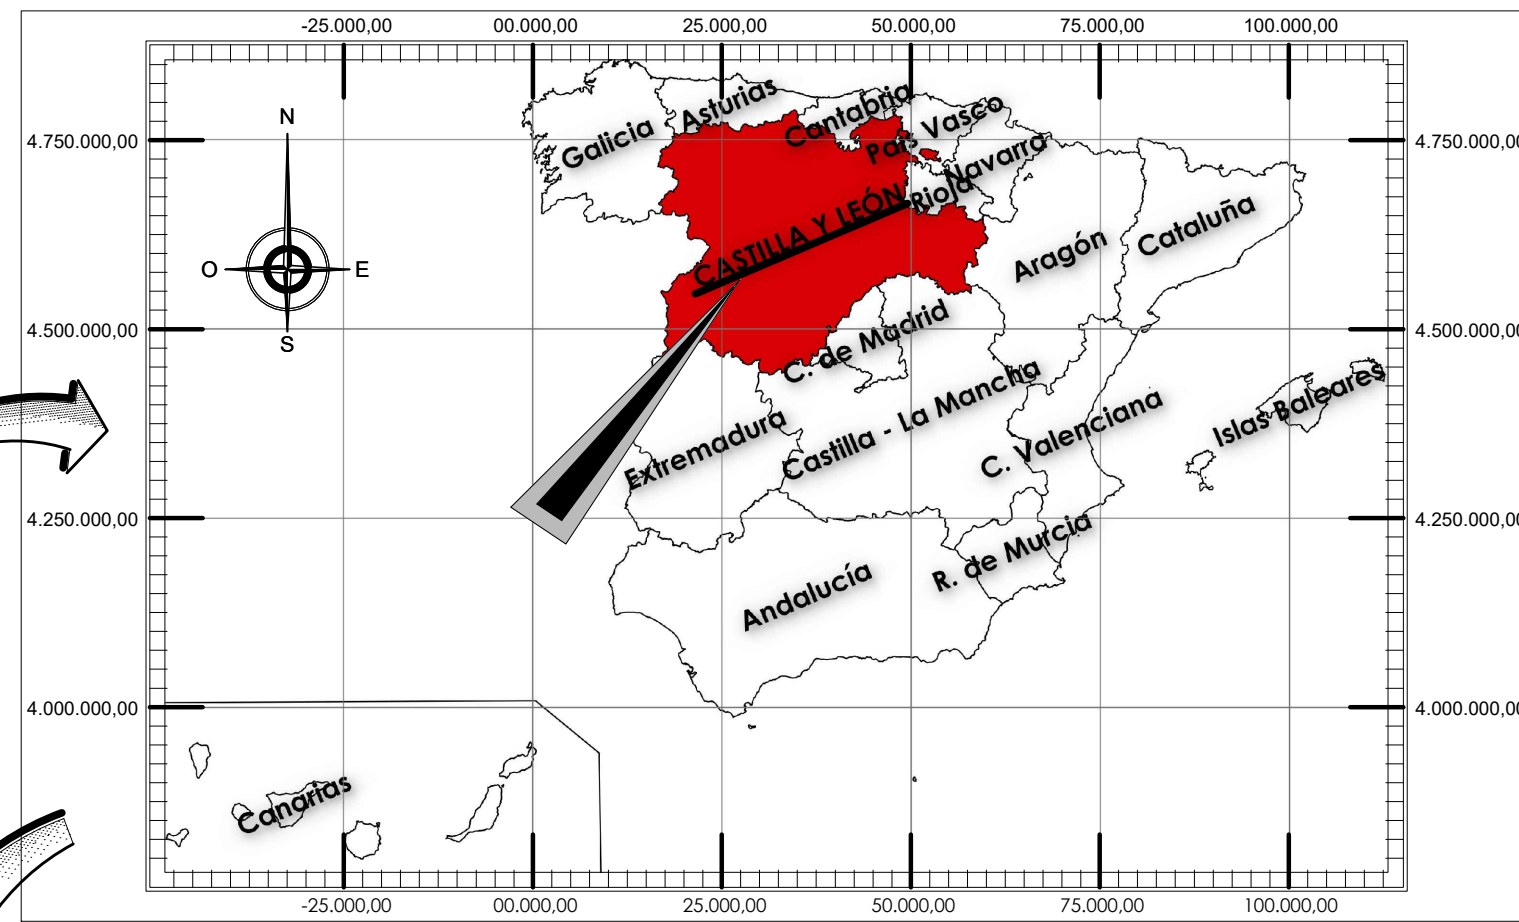 -25.000,00 00.000,00 25.000,00 50.000,00 75.000,00 100.000,00
N
Asturias
Cantabria
País Vasco
4.750.000,00
Galicia
Navarra
4.750.000,00
Rioja
CASTILLA Y LEÓN
Cataluña
Aragón
O
E
4.500.000,00
C. de Madrid
4.500.000,00
S
Islas Baleares
Castilla - La Mancha
C. Valenciana
Extremadura
4.250.000,00
4.250.000,00
R. de Murcia
Andalucía
4.000.000,00
4.000.000,00
Canarias
-25.000,00 00.000,00 25.000,00 50.000,00 75.000,00 100.000,00